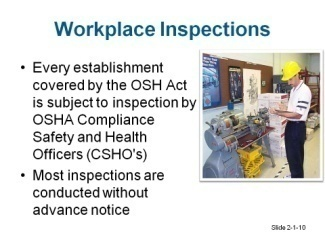 Workplace Inspections
• Every establishment
covered by the OSH Act
is subject to inspection by
OSHA Compliance
Safety and Health
Officers (CSHO's)
• Most inspections are
conducted without
advance notice
Slide 2-1-10